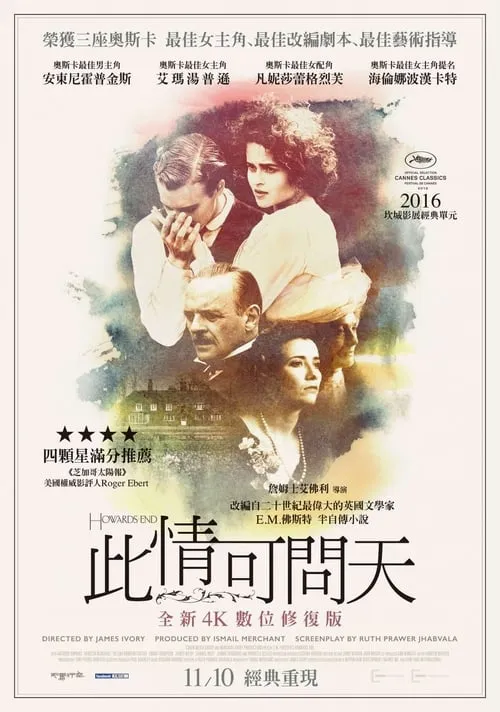 榮獲三座奧斯卡 最佳女主角、最佳改編劇本、最佳藝術指導
奧斯卡最佳男主角 奧斯卡最佳女主角 奧斯卡最佳女配角 奧斯卡最佳女主角提名
安東尼霍普金斯 艾瑪湯普遜 凡妮莎蕾格烈芙 海倫娜波漢卡特
OFFICIAL SELECTION
CANNES CLASSICS
FESTIVAL DE CANNES
2016
坎城影展經典單元
★★★★
四顆星滿分推薦
《芝加哥太陽報》
美國權威影評人Roger Ebert
詹姆士艾佛利 導演
改編自二十世紀最偉大的英國文學家
E.M.佛斯特 半自傳小說
HOWARDS END
此情可問天
全新4K數位修復版
DIRECTED BY JAMES IVORY PRODUCED BY ISMAIL MERCHANT SCREENPLAY BY RUTH PRAWER JHABVALA
facebook
11/10 經典重現